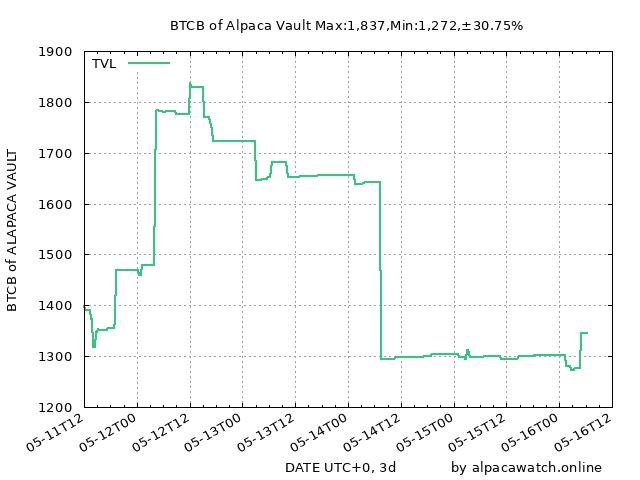 BTCB of Alpaca Vault Max:1,837,Min:1,272,±30.75%
TVL
1900
1800
1700
1600
1500
1400
1300
1200
BTCB of ALAPACA VAULT
05-11T12
05-12T00
05-12T12
05-13T00
05-13T12
05-14T00
05-14T12
05-15T00
05-15T12
05-16T00
05-16T12
DATE UTC+0, 3d
by alpacawatch.online